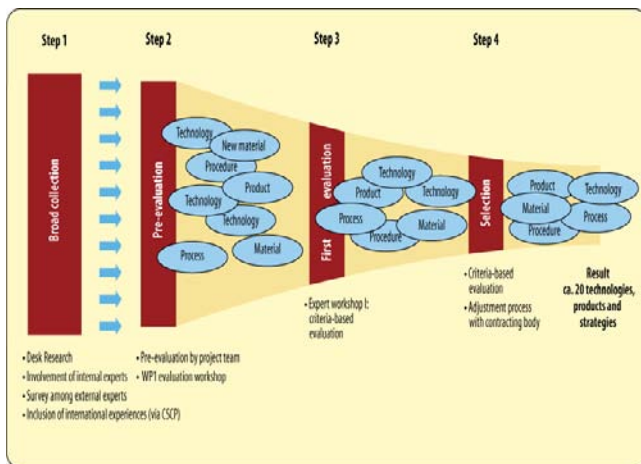 Step 1
Step 2
Step 3
Step 4
Broad collection
Pre-evaluation
Technology
New material
Procedure
Product
Technology
Technology
Process
Material
First evaluation
Technology
Product
Technology
Process
Material
Procedure
Selection
Product
Technology
Material
Process
Procedure
• Desk Research
• Involvement of internal experts
• Survey among external experts
• Inclusion of international experiences (via CSCP)
• Pre-evaluation by project team
• WP1 evaluation workshop
• Expert workshop I:
criteria-based
evaluation
• Criteria-based
evaluation
• Adjustment process
with contracting body
Result
ca. 20 technologies,
products and
strategies